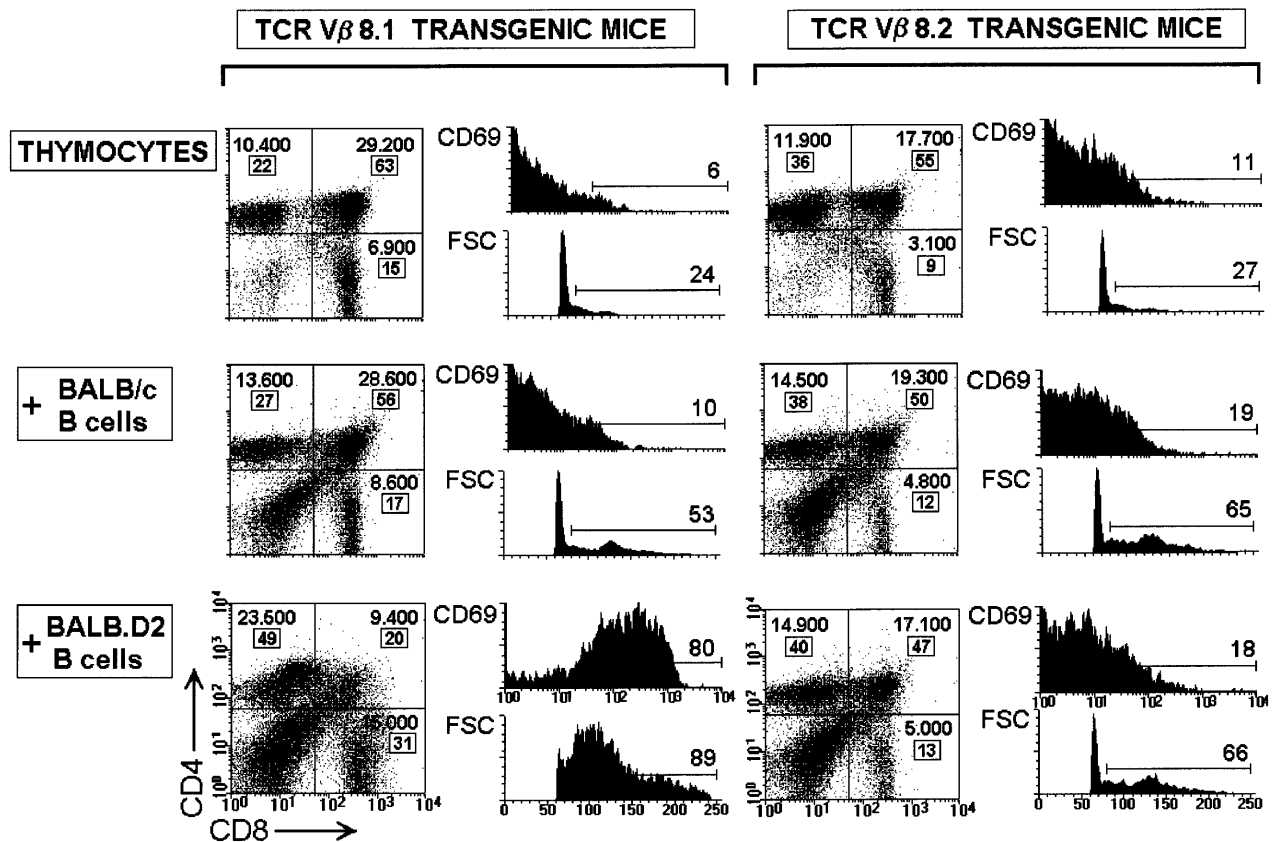 TCR Vβ 8.1 TRANSGENIC MICE
TCR Vβ 8.2 TRANSGENIC MICE
THYMOCYTES
10.400
22
29.200
63
6.900
15
CD69
6
FSC
24
11.900
36
17.700
55
3.100
9
CD69
11
FSC
27
+ BALB/c
B cells
13.600
27
28.600
56
8.600
17
CD69
10
FSC
53
14.500
38
19.300
50
4.800
12
CD69
19
FSC
65
+ BALB.D2
B cells
23.500
49
9.400
20
31
10⁴
10³
10²
10¹
10⁰
10⁰ 10¹ 10² 10³ 10⁴
CD4
CD8
CD69
80
10⁰ 10¹ 10² 10³ 10⁴
FSC
89
0 50 100 150 200 250
14.900
40
17.100
47
5.000
13
10⁴
10³
10²
10¹
10⁰
10⁰ 10¹ 10² 10³ 10⁴
CD69
18
10⁰ 10¹ 10² 10³ 10⁴
FSC
66
0 50 100 150 200 250